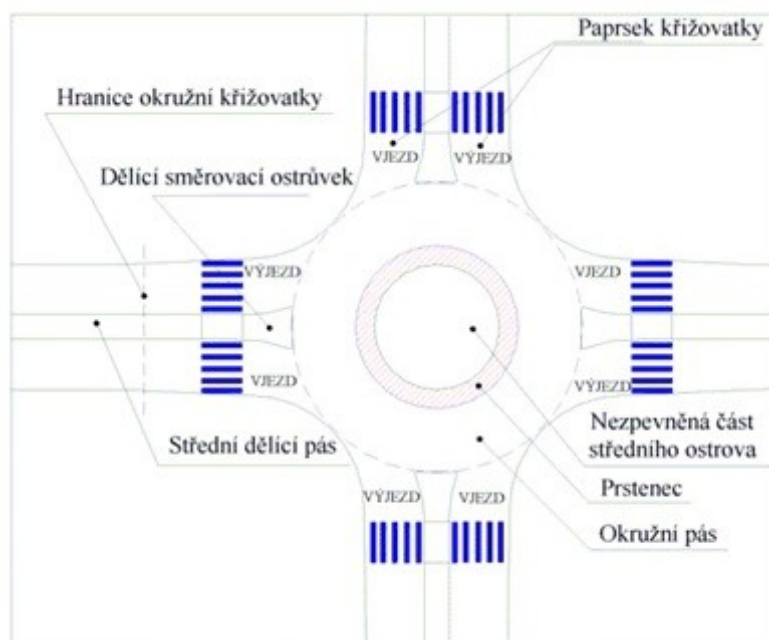 Paprsek křižovatky
Hranice okružní křižovatky
VJEZD
VÝJEZD
Dělící směrovací ostrůvek
VÝJEZD
VJEZD
VJEZD
VÝJEZD
Střední dělící pás
Nezpevněná část
středního ostrova
Prstenec
VÝJEZD
VJEZD
Okružní pás